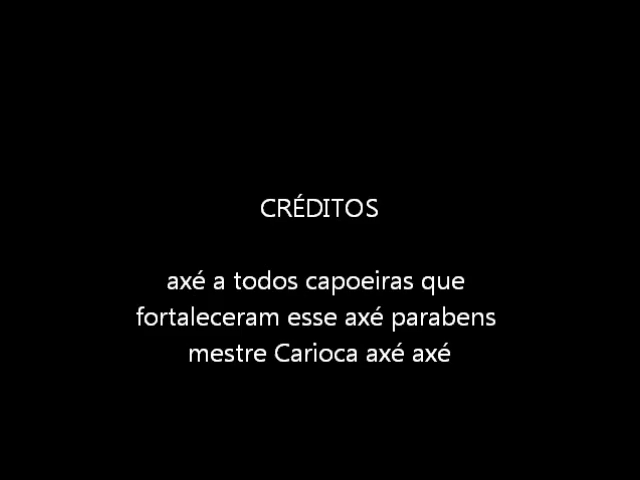 CRÉDITOS
axé a todos capoeiras que
fortaleceram esse axé parabens
mestre Carioca axé axé